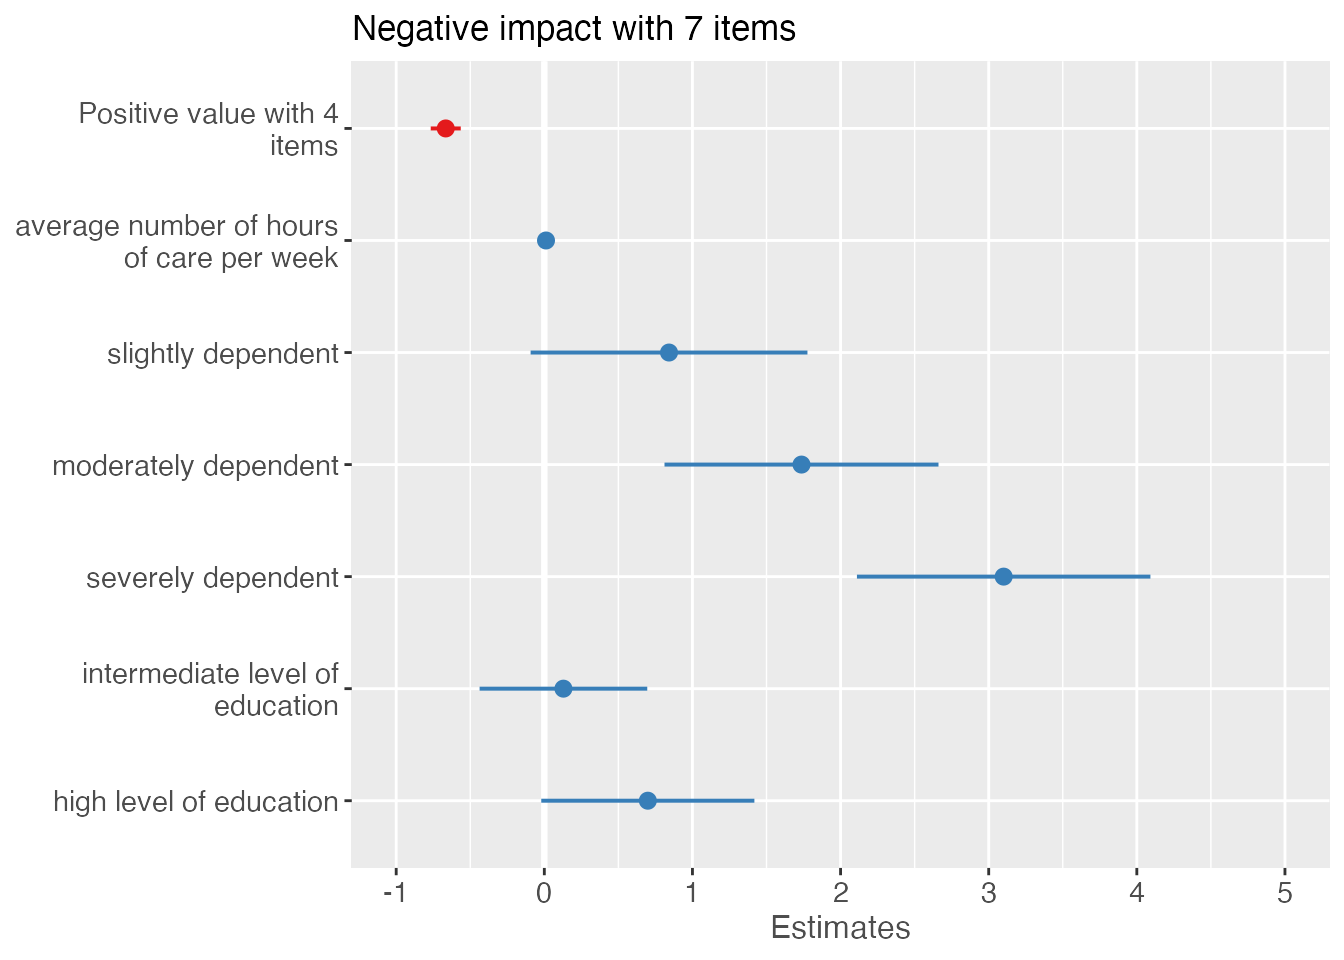 Negative impact with 7 items
Positive value with 4
items
average number of hours
of care per week
slightly dependent
moderately dependent
severely dependent
intermediate level of
education
high level of education
-1 0 1 2 3 4 5
Estimates